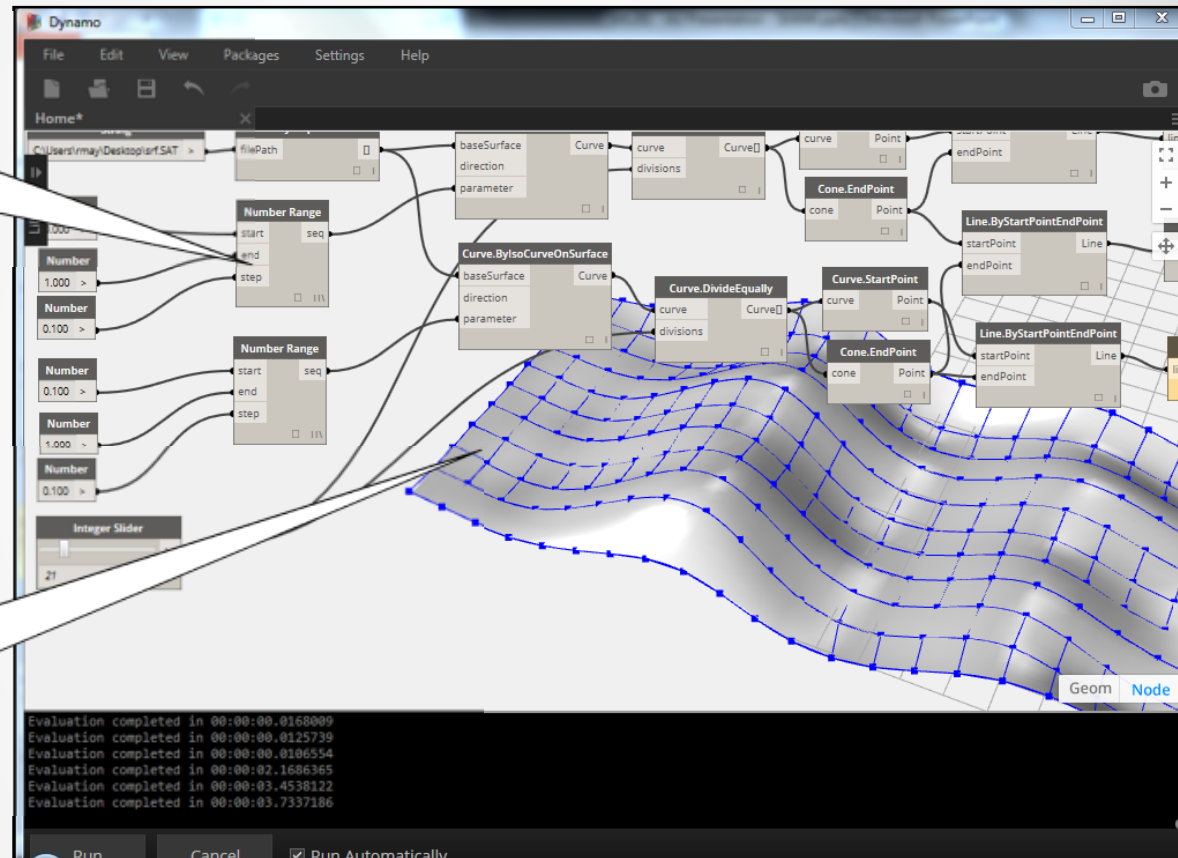 Dynamo
File Edit View Packages Settings Help
Home*
C:\Users\rmay\Desktop\srf.SAT >
filePath []
baseSurface Curve
direction
parameter
curve Curve[]
divisions
curve Point
endPoint
Cone.EndPoint
cone Point
Number Range
start seq
end
step
Number
1.000 >
Number
0.100 >
Line.ByStartPointEndPoint
startPoint Line
endPoint
Curve.ByIsoCurveOnSurface
baseSurface Curve
direction
parameter
Curve.DivideEqually
curve Curve[]
divisions
Curve.StartPoint
curve Point
Cone.EndPoint
cone Point
Line.ByStartPointEndPoint
startPoint Line
endPoint
Number Range
start seq
end
step
Number
0.100 >
Number
1.000 >
Number
0.100 >
Integer Slider
21
Geom Node
Evaluation completed in 00:00:00.0168009
Evaluation completed in 00:00:00.0125739
Evaluation completed in 00:00:00.0106554
Evaluation completed in 00:00:02.1686365
Evaluation completed in 00:00:03.4538122
Evaluation completed in 00:00:03.7337186
Run Cancel Run Automatically